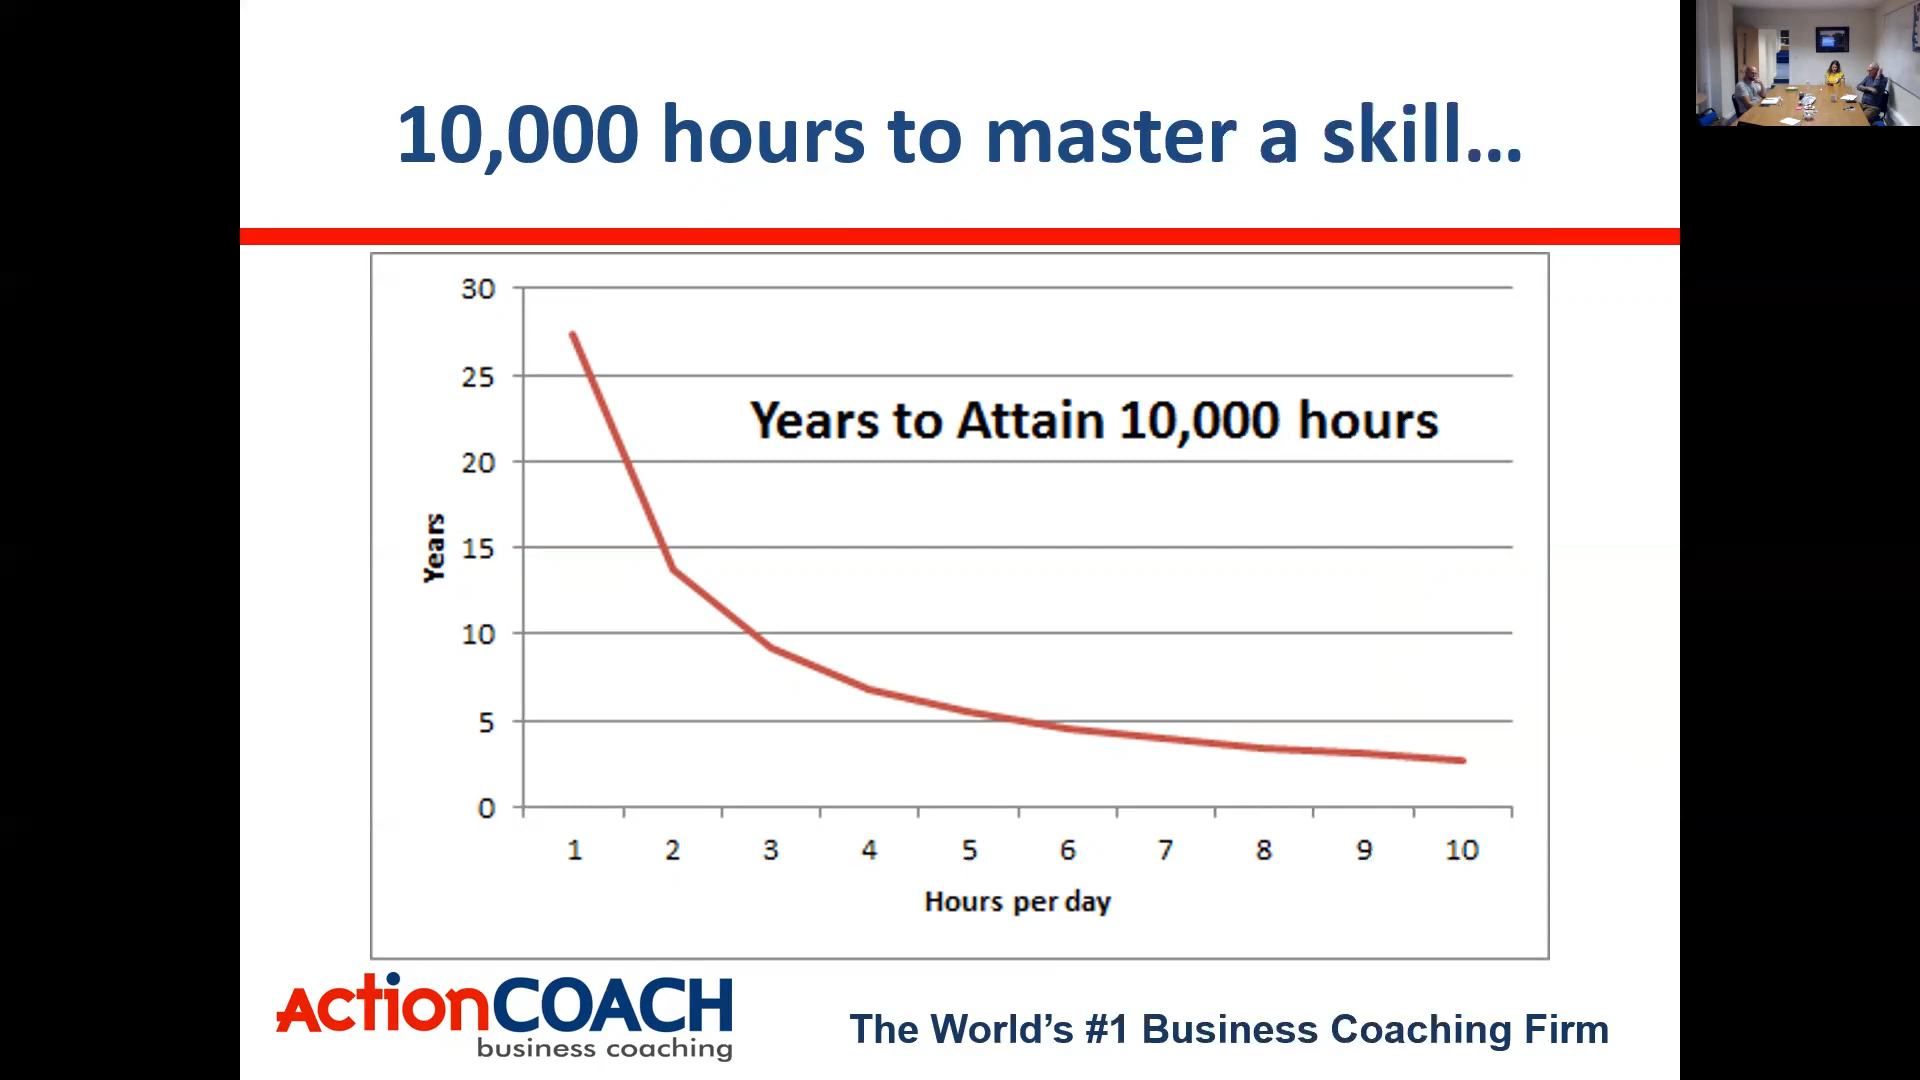 10,000 hours to master a skill...
30
25
20
15
10
5
0
Years
Years to Attain 10,000 hours
1 2 3 4 5 6 7 8 9 10
Hours per day
ActionCOACH
business coaching
The World's #1 Business Coaching Firm